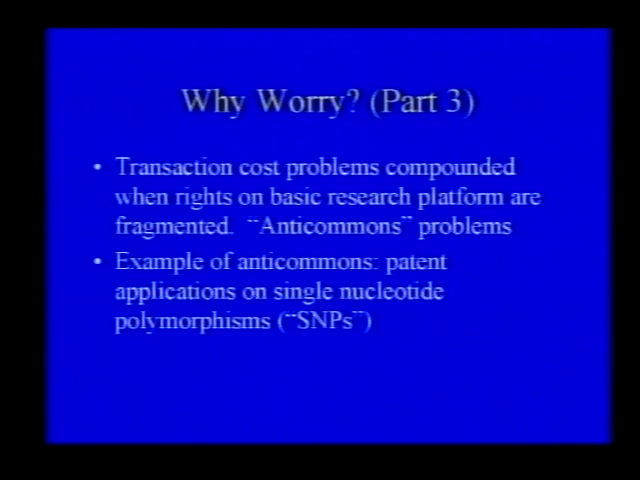 Why Worry? (Part 3)
• Transaction cost problems compounded
when rights on basic research platform are
fragmented. “Anticommons” problems
• Example of anticommons: patent
applications on single nucleotide
polymorphisms (“SNPs”)